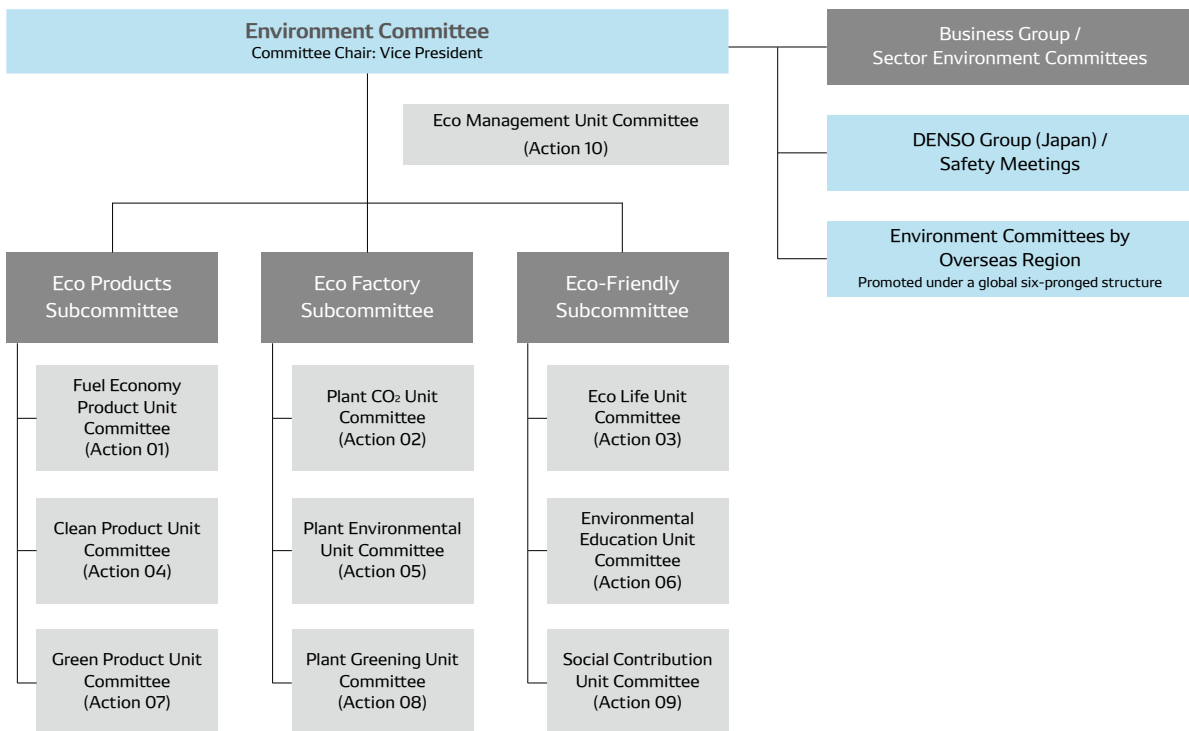 Environment Committee
Committee Chair: Vice President
Business Group /
Sector Environment Committees
Eco Management Unit Committee
(Action 10)
DENSO Group (Japan) /
Safety Meetings
Environment Committees by
Overseas Region
Promoted under a global six-pronged structure
Eco Products
Subcommittee
Eco Factory
Subcommittee
Eco-Friendly
Subcommittee
Fuel Economy
Product Unit
Committee
(Action 01)
Plant CO₂ Unit
Committee
(Action 02)
Eco Life Unit
Committee
(Action 03)
Clean Product Unit
Committee
(Action 04)
Plant Environmental
Unit Committee
(Action 05)
Environmental
Education Unit
Committee
(Action 06)
Green Product Unit
Committee
(Action 07)
Plant Greening Unit
Committee
(Action 08)
Social Contribution
Unit Committee
(Action 09)